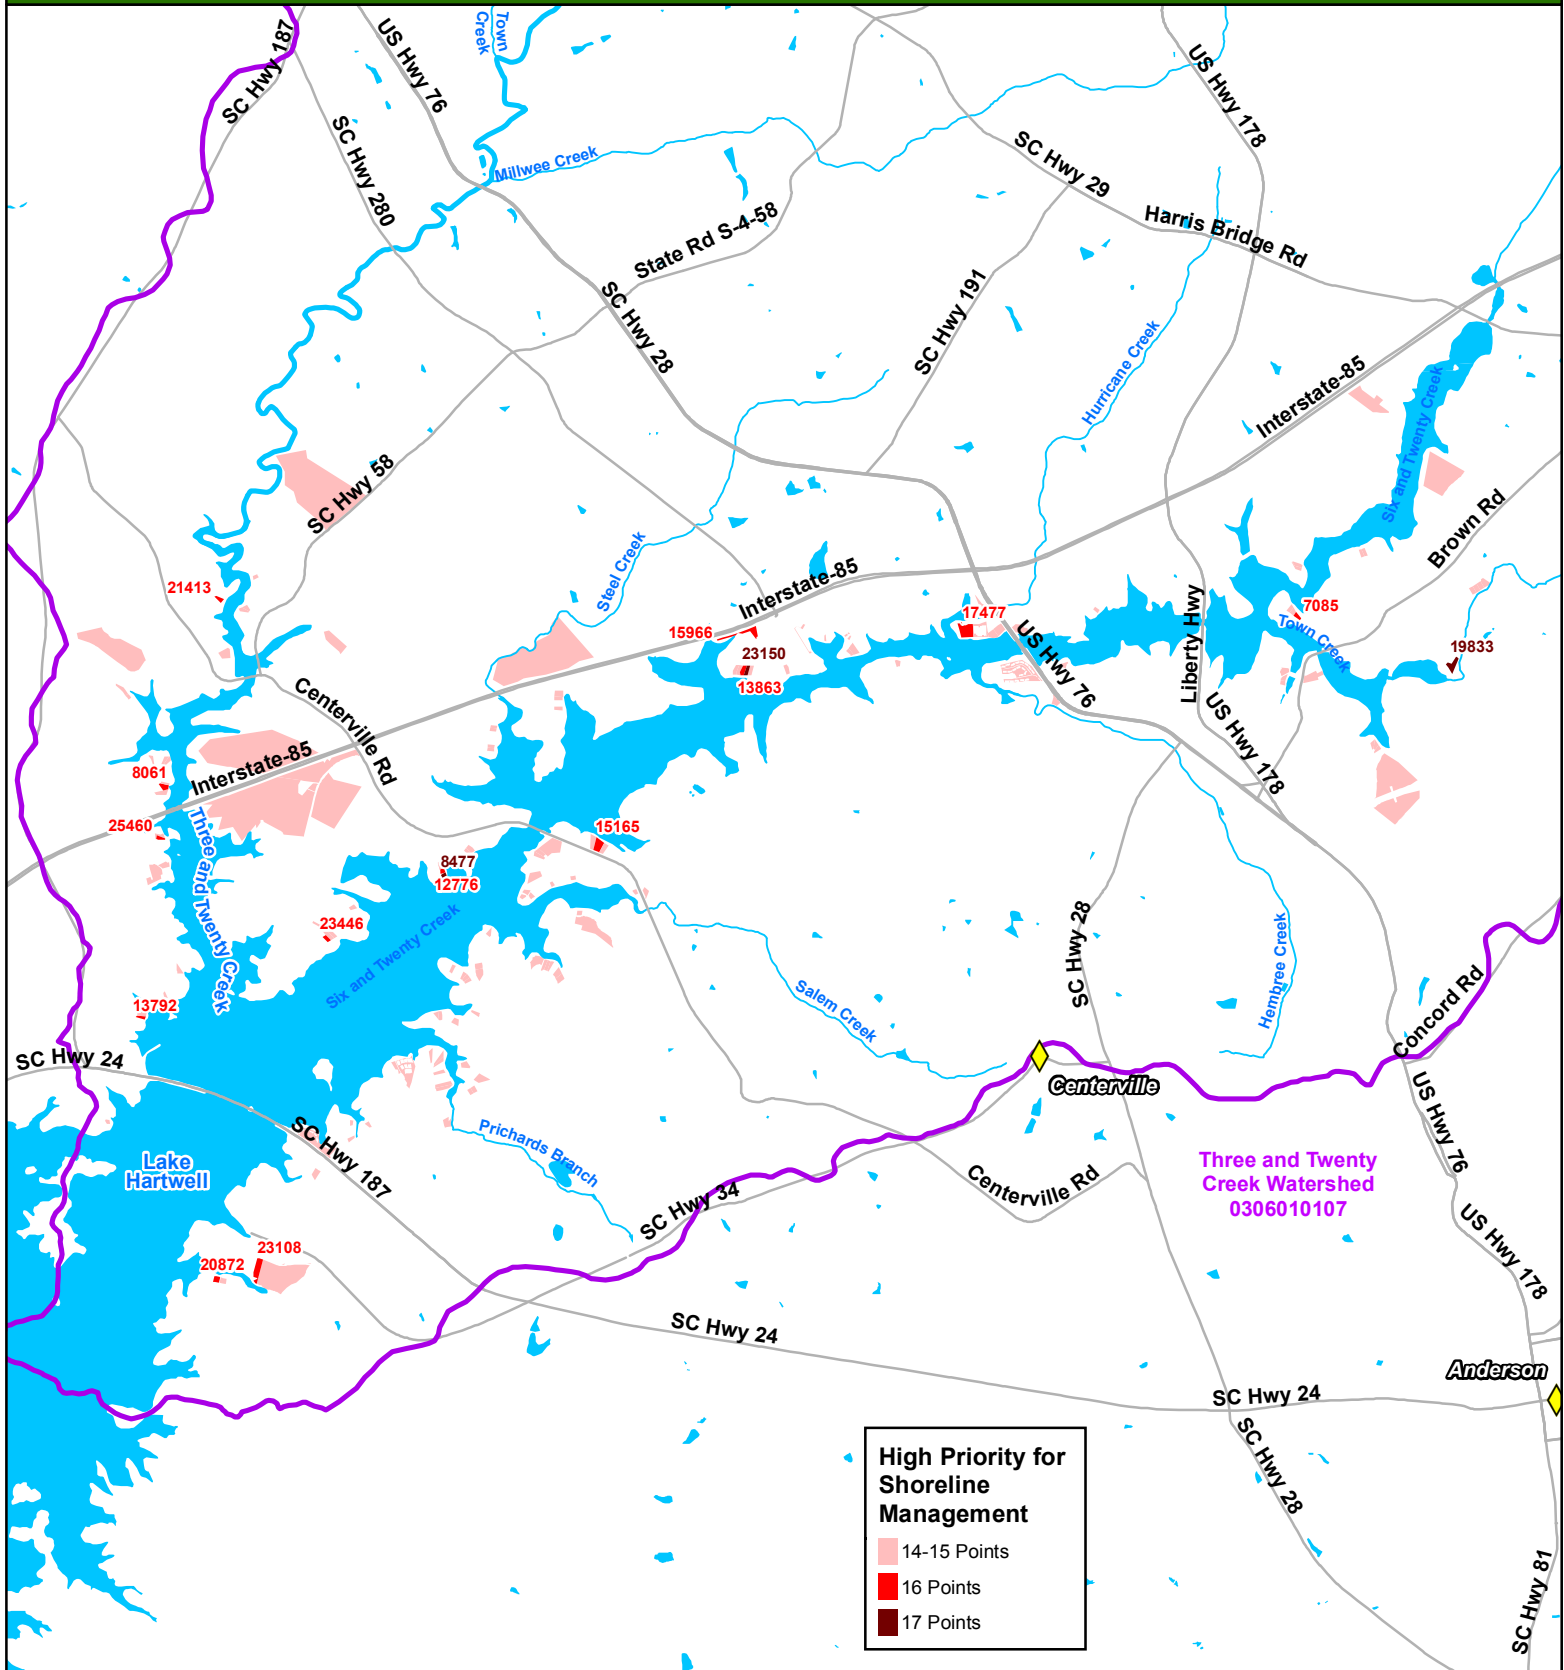 Town
Creek
SC Hwy 187
US Hwy 76
US Hwy 178
SC Hwy 280
Millwee Creek
SC Hwy 29
State Rd S-4-58
Harris Bridge Rd
SC Hwy 28
SC Hwy 191
Hurricane Creek
Interstate-85
Six and Twenty Creek
SC Hwy 58
Brown Rd
Steel Creek
21413
Interstate-85
15966
17477
7085
Town Creek
23150
13863
US Hwy 76
Liberty Hwy
19833
Centerville Rd
US Hwy 178
8061
Interstate-85
25460
Three and Twenty Creek
15165
8477
12776
23446
Six and Twenty Creek
SC Hwy 28
Hembree Creek
13792
Salem Creek
Concord Rd
SC Hwy 24
Centerville
US Hwy 76
SC Hwy 187
Prichards Branch
Lake
Hartwell
Three and Twenty
Creek Watershed
0306010107
Centerville Rd
SC Hwy 34
US Hwy 178
23108
20872
SC Hwy 24
Anderson
SC Hwy 24
SC Hwy 28
High Priority for
Shoreline
Management
14-15 Points
16 Points
17 Points
SC Hwy 81